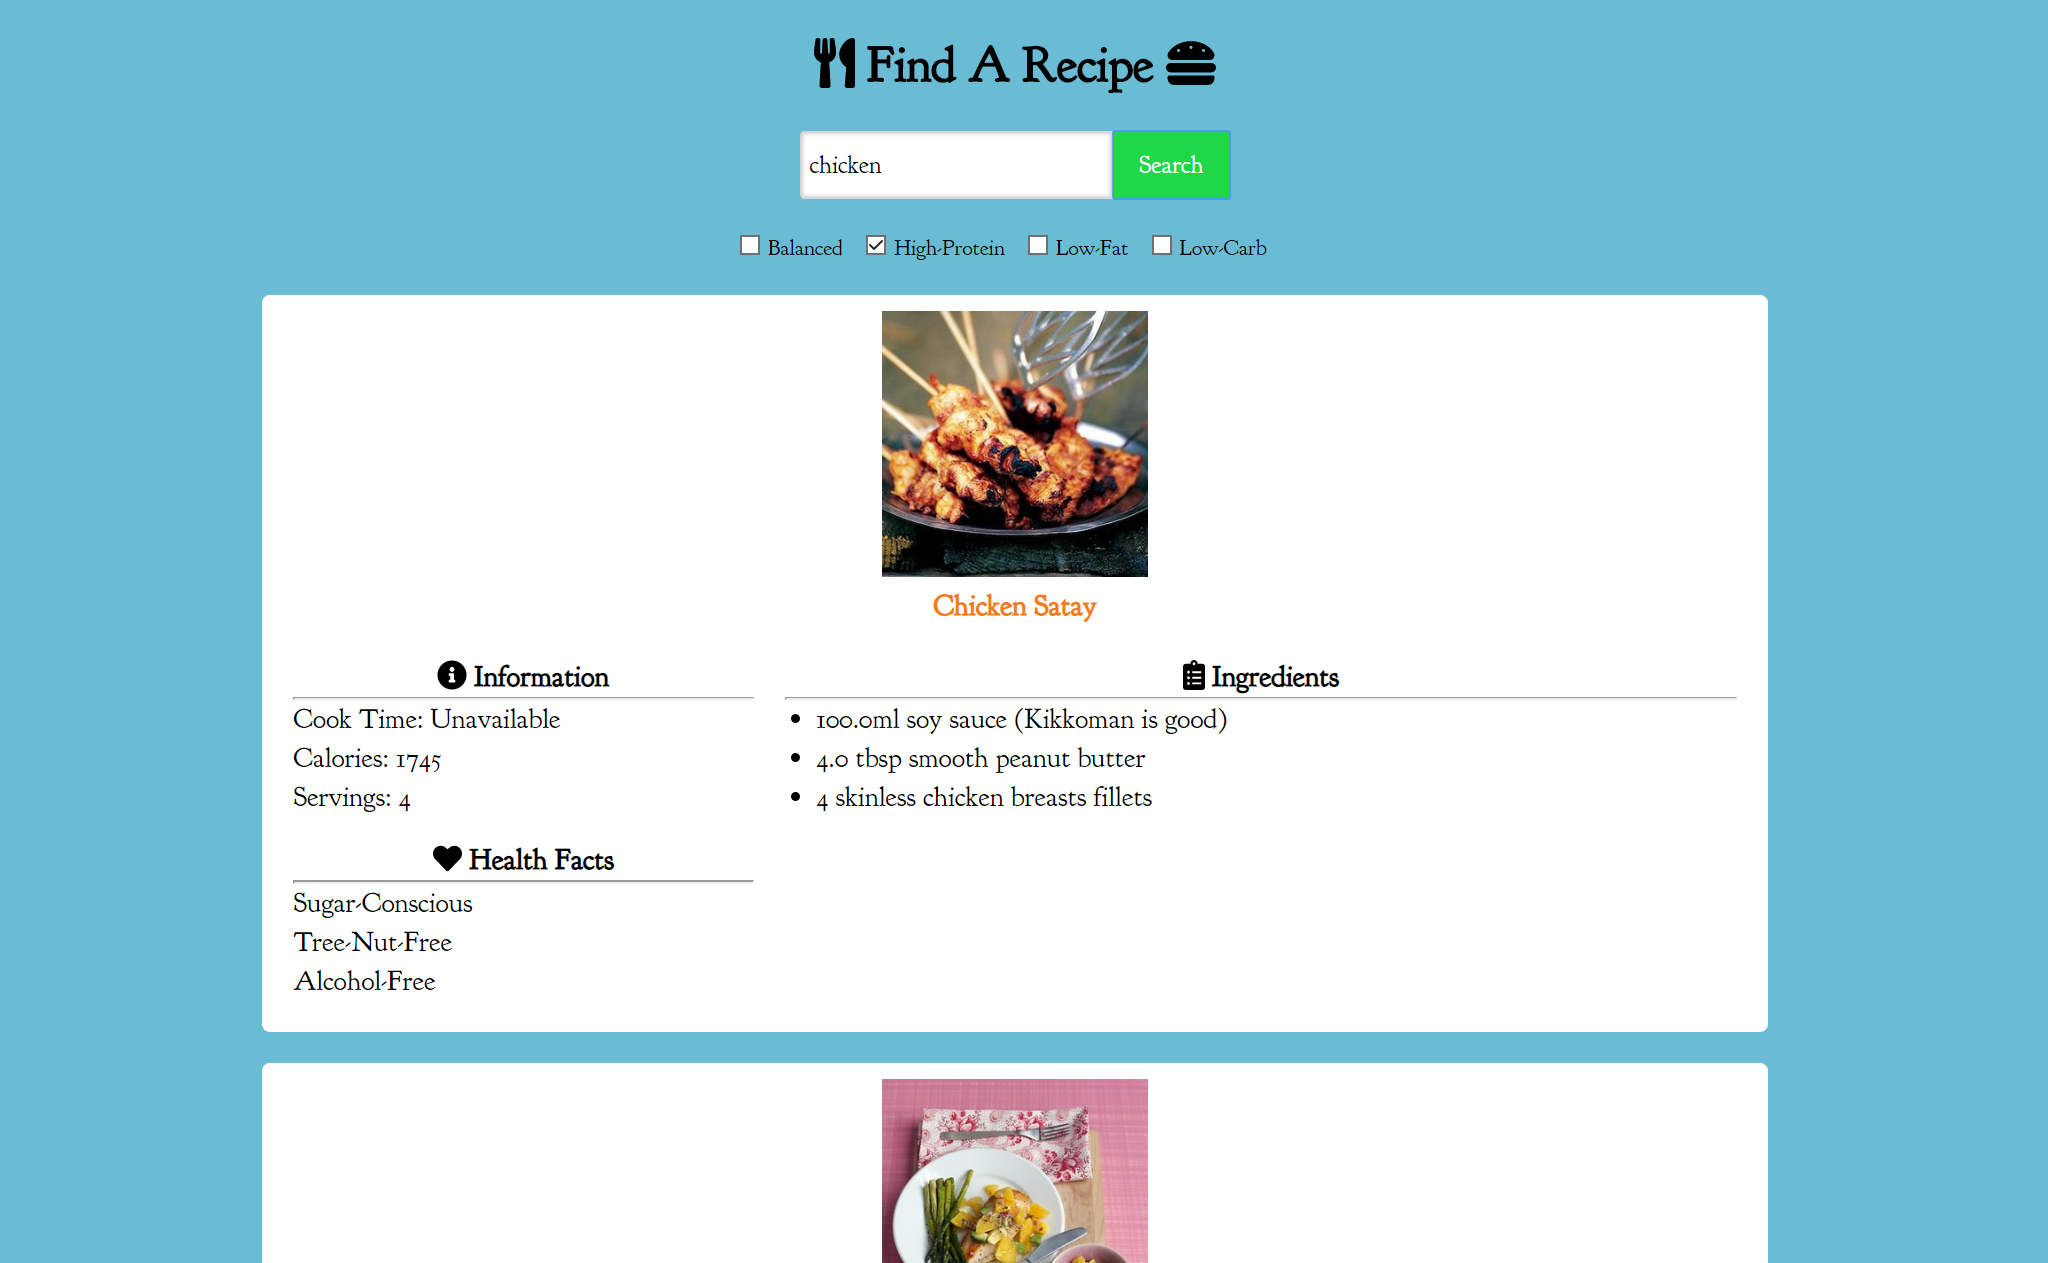 Find A Recipe
chicken
Search
Balanced High-Protein Low-Fat Low-Carb
Chicken Satay
Information
Cook Time: Unavailable
Calories: 1745
Servings: 4
Health Facts
Sugar-Conscious
Tree-Nut-Free
Alcohol-Free
Ingredients
100.0ml soy sauce (Kikkoman is good)
4.0 tbsp smooth peanut butter
4 skinless chicken breasts fillets